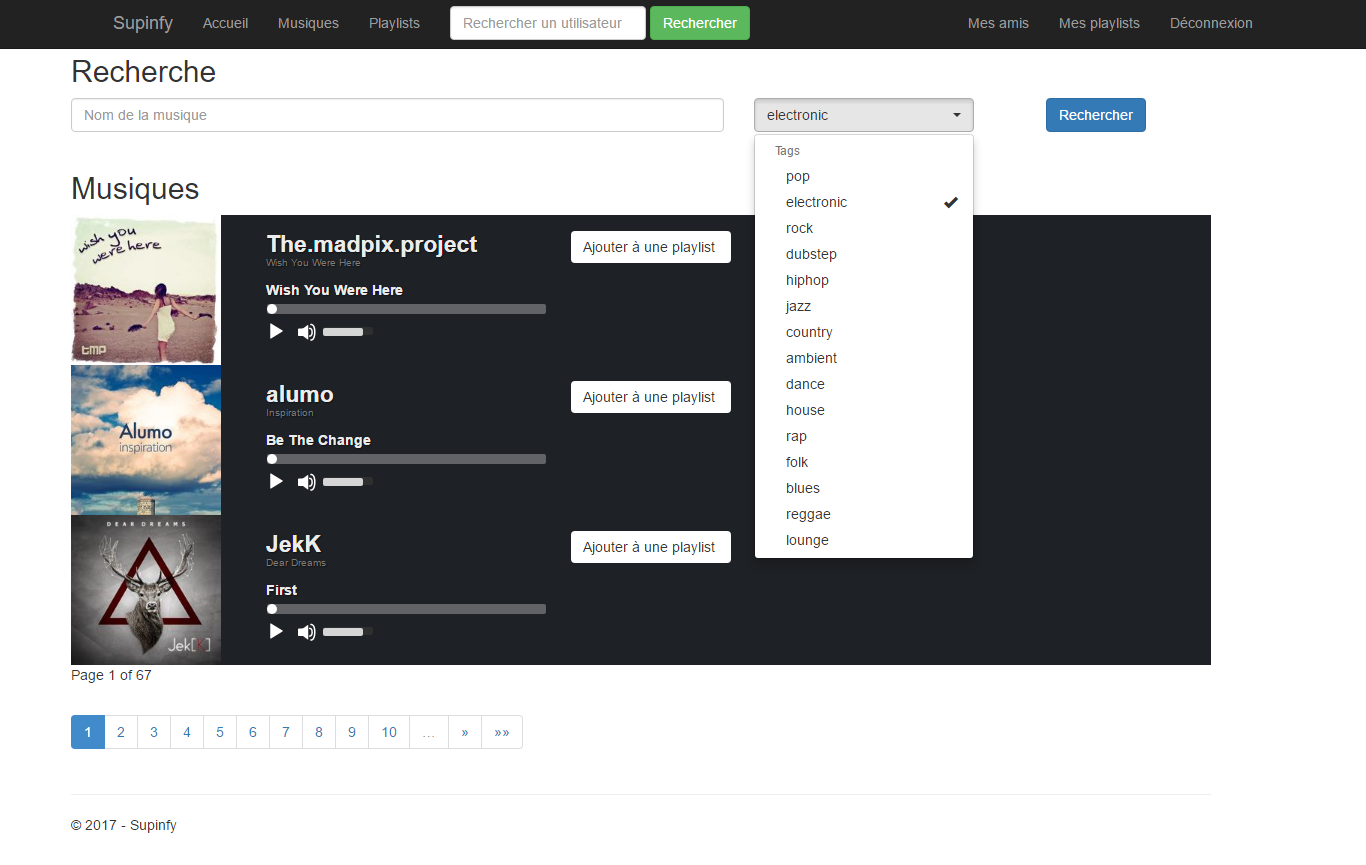 Supinfy Accueil Musiques Playlists Rechercher un utilisateur Rechercher Mes amis Mes playlists Déconnexion
Recherche
Nom de la musique electronic Rechercher
Tags
pop
electronic
rock
dubstep
hiphop
jazz
country
ambient
dance
house
rap
folk
blues
reggae
lounge
Musiques
wish you
were here
tmp
The.madpix.project Ajouter à une playlist
Wish You Were Here
Wish You Were Here
Alumo
inspiration
alumo Ajouter à une playlist
Inspiration
Be The Change
DEAR DREAMS
Jek[K]
JekK Ajouter à une playlist
Dear Dreams
First
Page 1 of 67
1 2 3 4 5 6 7 8 9 10 … » »»
© 2017 - Supinfy